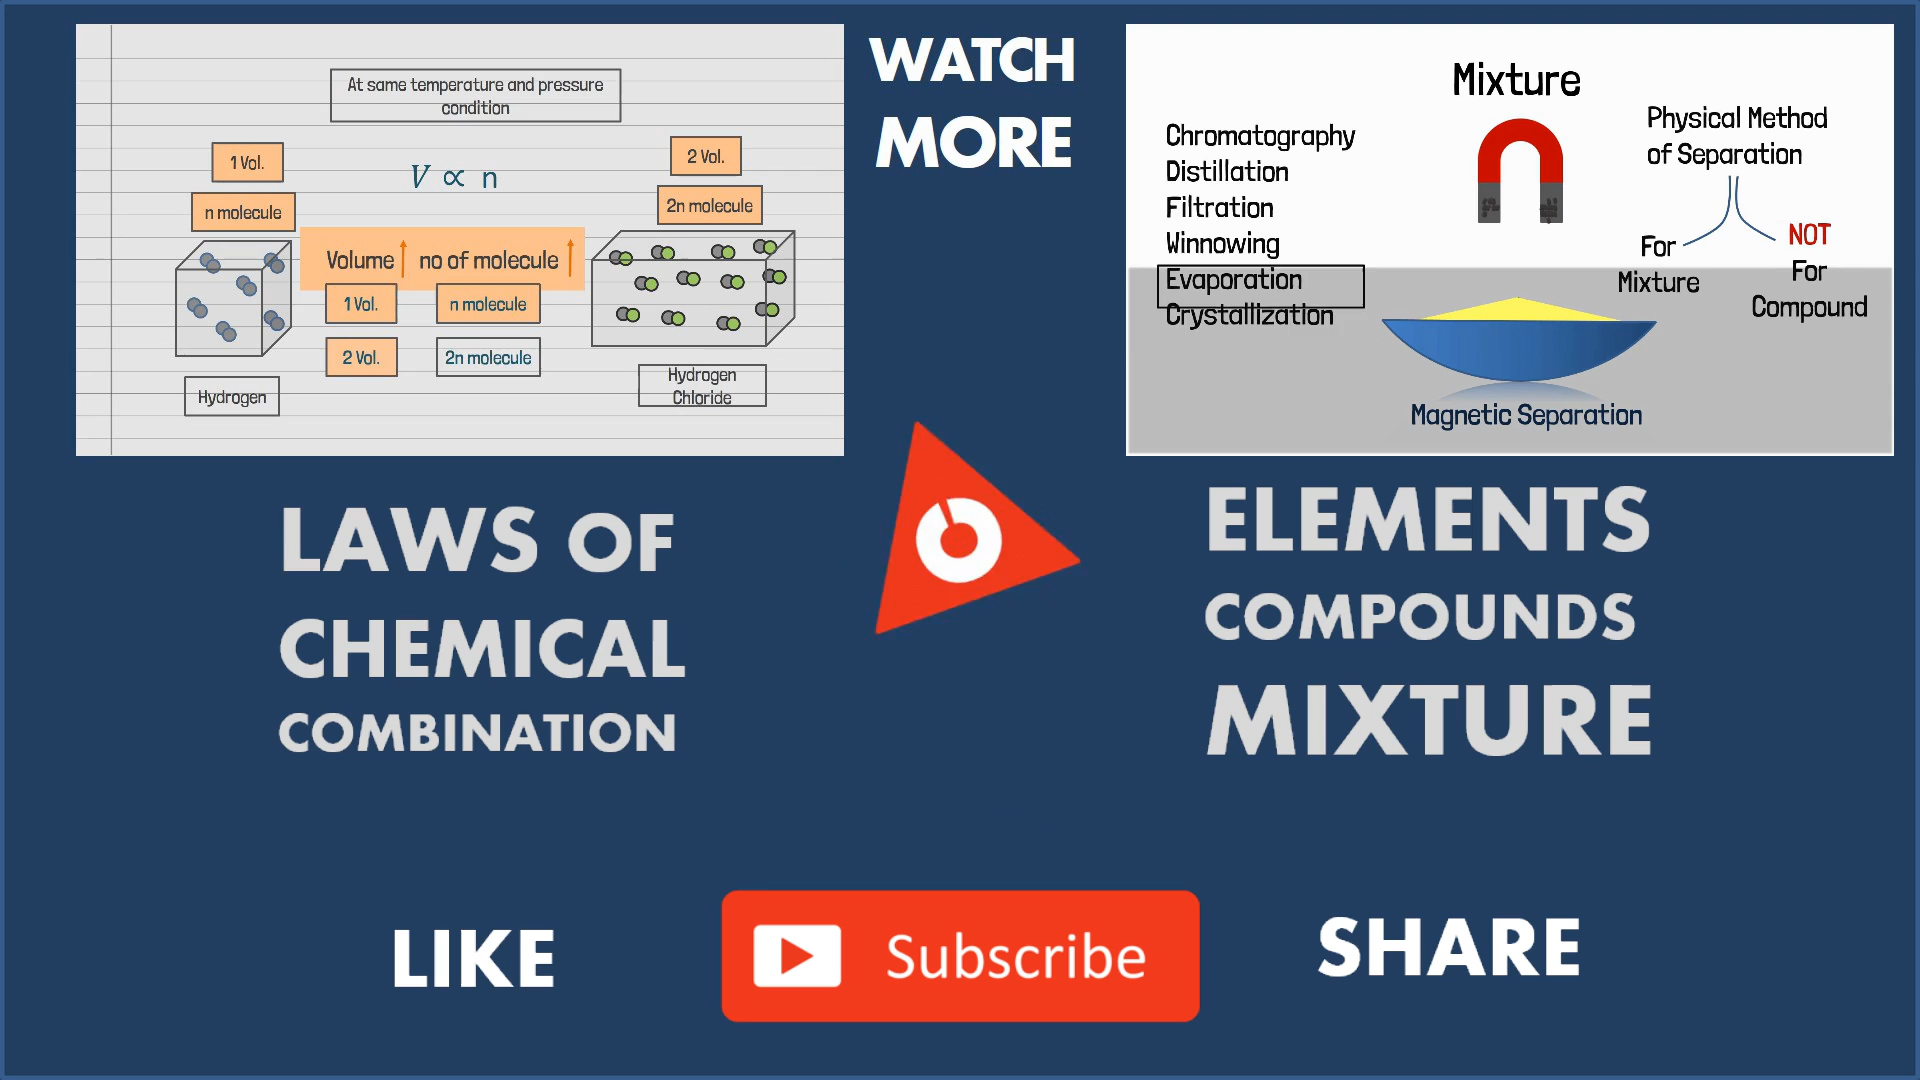 At same temperature and pressure
condition
1 Vol.
n molecule
V ∝ n
2 Vol.
2n molecule
Volume no of molecule
1 Vol.
n molecule
2 Vol.
2n molecule
Hydrogen
Hydrogen
Chloride
WATCH
MORE
Mixture
Chromatography
Distillation
Filtration
Winnowing
Evaporation
Crystallization
Physical Method
of Separation
For
Mixture
NOT
For
Compound
Magnetic Separation
LAWS OF
CHEMICAL
COMBINATION
ELEMENTS
COMPOUNDS
MIXTURE
LIKE
Subscribe
SHARE